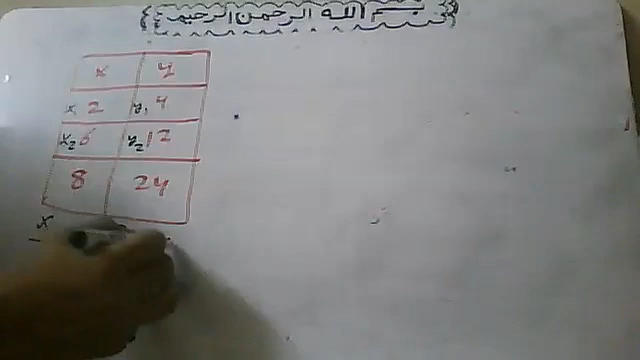 بسم الله الرحمن الرحيم
x y
x₁ 2 y₁ 4
x₂ 6 y₂ 12
8 24
x